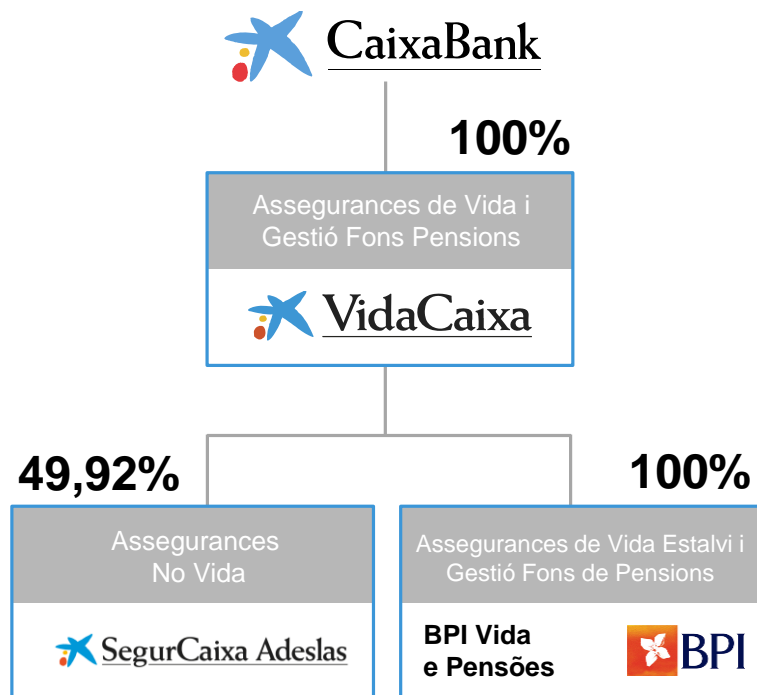 CaixaBank
100%
Assegurances de Vida i
Gestió Fons Pensions
VidaCaixa
49,92%
100%
Assegurances
No Vida
SegurCaixa Adeslas
Assegurances de Vida Estalvi i
Gestió Fons de Pensions
BPI Vida
e Pensões
BPI